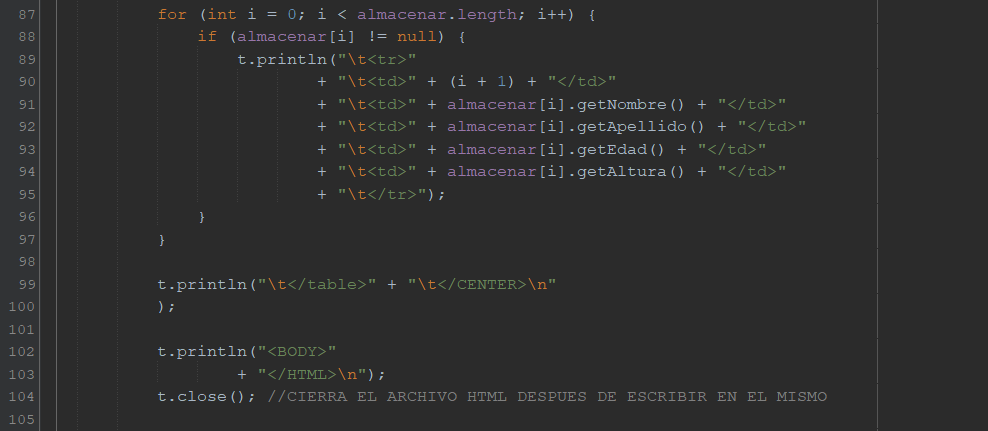 87 for (int i = 0; i < almacenar.length; i++) {
88 if (almacenar[i] != null) {
89 t.println("\t<tr>"
90 + "\t<td>" + (i + 1) + "</td>"
91 + "\t<td>" + almacenar[i].getNombre() + "</td>"
92 + "\t<td>" + almacenar[i].getApellido() + "</td>"
93 + "\t<td>" + almacenar[i].getEdad() + "</td>"
94 + "\t<td>" + almacenar[i].getAltura() + "</td>"
95 + "\t</tr>");
96 }
97 }
98
99 t.println("\t</table>" + "\t</CENTER>\n"
100 );
101
102 t.println("<BODY>"
103 + "</HTML>\n");
104 t.close(); //CIERRA EL ARCHIVO HTML DESPUES DE ESCRIBIR EN EL MISMO
105